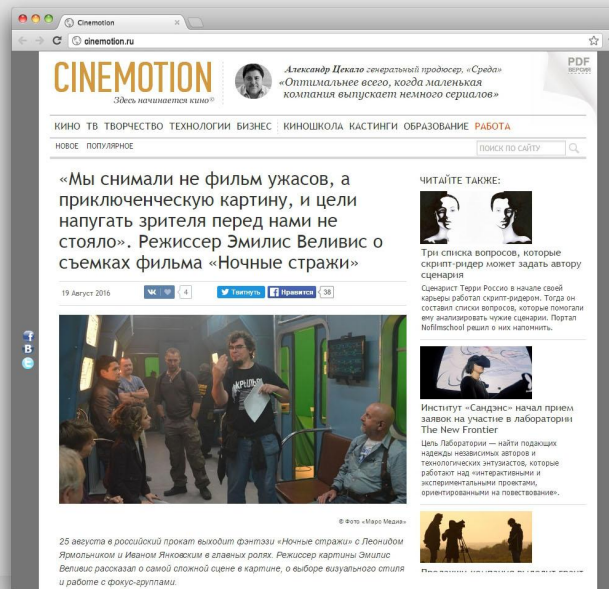 Cinemotion
cinemotion.ru
CINEMOTION
Здесь начинается кино®
Александр Цекало генеральный продюсер, «Среда»
«Оптимальнее всего, когда маленькая
компания выпускает немного сериалов»
PDF
ВЕРСИЯ
КИНО ТВ ТВОРЧЕСТВО ТЕХНОЛОГИИ БИЗНЕС КИНОШКОЛА КАСТИНГИ ОБРАЗОВАНИЕ РАБОТА
НОВОЕ ПОПУЛЯРНОЕ
ПОИСК ПО САЙТУ
«Мы снимали не фильм ужасов, а
приключенческую картину, и цели
напугать зрителя перед нами не
стояло». Режиссер Эмилис Веливис о
съемках фильма «Ночные стражи»
19 Август 2016
4
Твитнуть
Нравится
38
© Фото «Марс Медиа»
25 августа в российский прокат выходит фэнтэзи «Ночные стражи» с Леонидом
Ярмольником и Иваном Янковским в главных ролях. Режиссер картины Эмилис
Веливис рассказал о самой сложной сцене в картине, о выборе визуального стиля
и работе с фокус-группами.
ЧИТАЙТЕ ТАКЖЕ:
Три списка вопросов, которые
скрипт-ридер может задать автору
сценария
Сценарист Терри Россио в начале своей
карьеры работал скрипт-ридером. Тогда он
составил списки вопросов, которые помогали
ему анализировать чужие сценарии. Портал
Nofilmschool решил о них напомнить.
Институт «Сандэнс» начал прием
заявок на участие в лаборатории
The New Frontier
Цель Лаборатории — найти подающих
надежды независимых авторов и
технологических энтузиастов, которые
работают над «интерактивными и
экспериментальными проектами,
ориентированными на повествование».